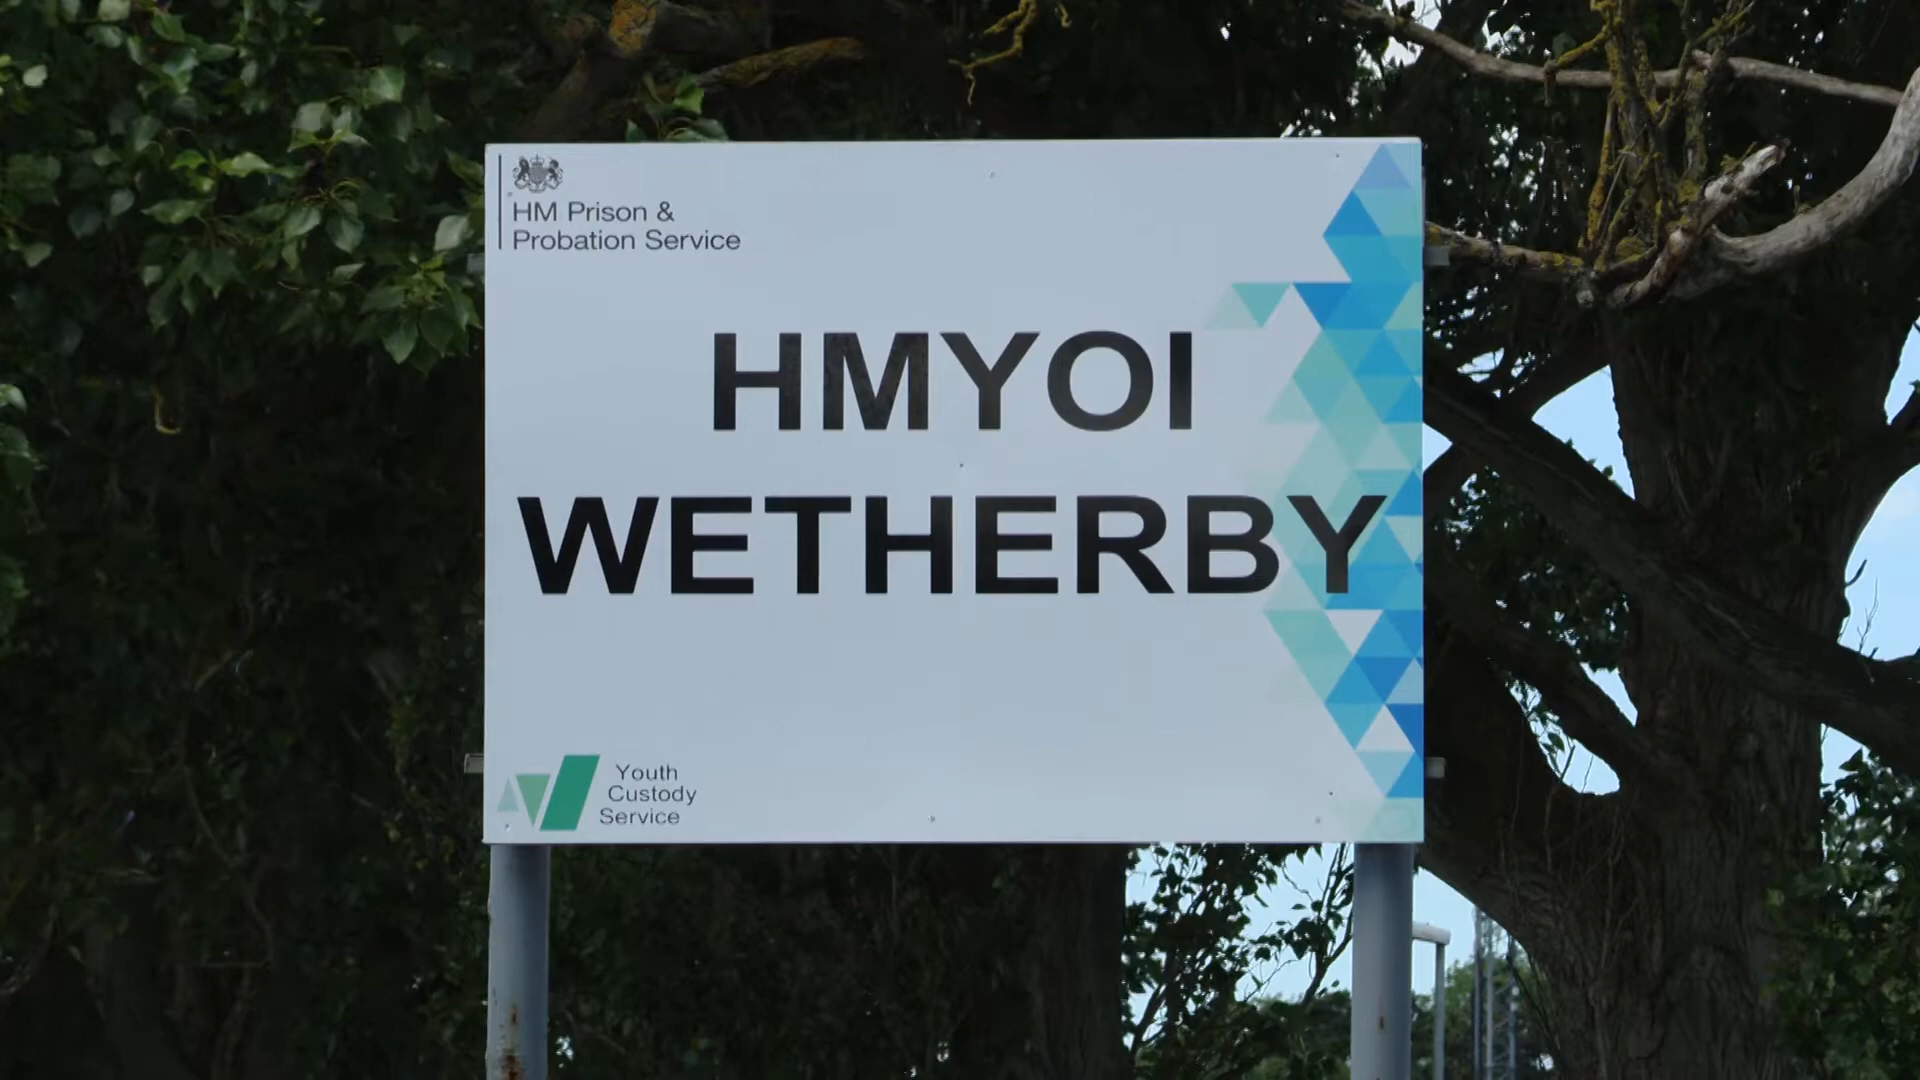 HM Prison &
Probation Service
HMYOI
WETHERBY
Youth
Custody
Service